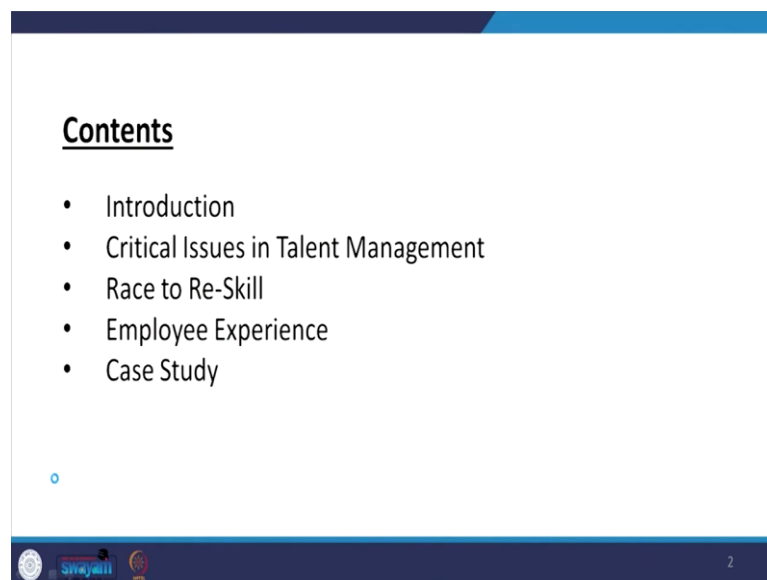 Contents
• Introduction
• Critical Issues in Talent Management
• Race to Re-Skill
• Employee Experience
• Case Study
swayam
2